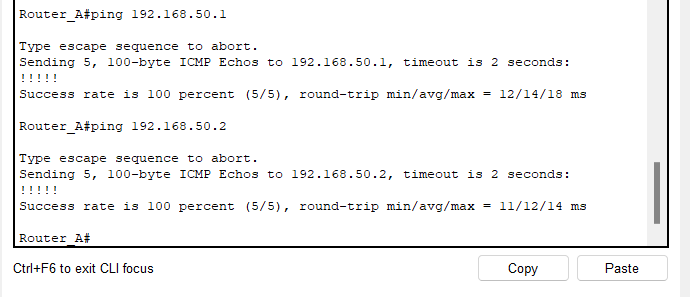 Router_A#ping 192.168.50.1
Type escape sequence to abort.
Sending 5, 100-byte ICMP Echos to 192.168.50.1, timeout is 2 seconds:
!!!!!
Success rate is 100 percent (5/5), round-trip min/avg/max = 12/14/18 ms
Router_A#ping 192.168.50.2
Type escape sequence to abort.
Sending 5, 100-byte ICMP Echos to 192.168.50.2, timeout is 2 seconds:
!!!!!
Success rate is 100 percent (5/5), round-trip min/avg/max = 11/12/14 ms
Router_A#
Ctrl+F6 to exit CLI focus
Copy
Paste